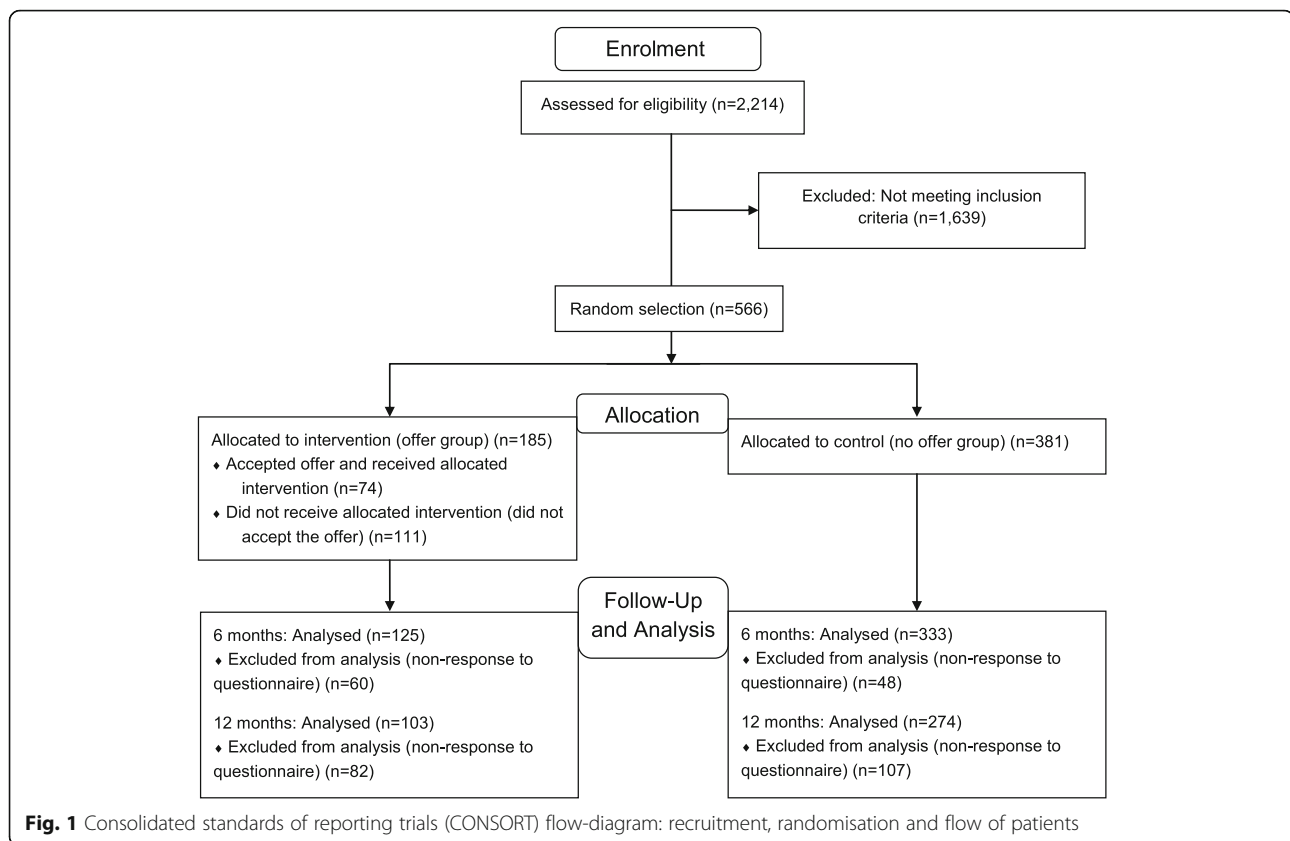 Enrolment
Assessed for eligibility (n=2,214)
Excluded: Not meeting inclusion
criteria (n=1,639)
Random selection (n=566)
Allocation
Allocated to intervention (offer group) (n=185)
♦ Accepted offer and received allocated
intervention (n=74)
♦ Did not receive allocated intervention (did not
accept the offer) (n=111)
Allocated to control (no offer group) (n=381)
Follow-Up
and Analysis
6 months: Analysed (n=125)
♦ Excluded from analysis (non-response to
questionnaire) (n=60)
12 months: Analysed (n=103)
♦ Excluded from analysis (non-response to
questionnaire) (n=82)
6 months: Analysed (n=333)
♦ Excluded from analysis (non-response to
questionnaire) (n=48)
12 months: Analysed (n=274)
♦ Excluded from analysis (non-response to
questionnaire) (n=107)
Fig. 1 Consolidated standards of reporting trials (CONSORT) flow-diagram: recruitment, randomisation and flow of patients